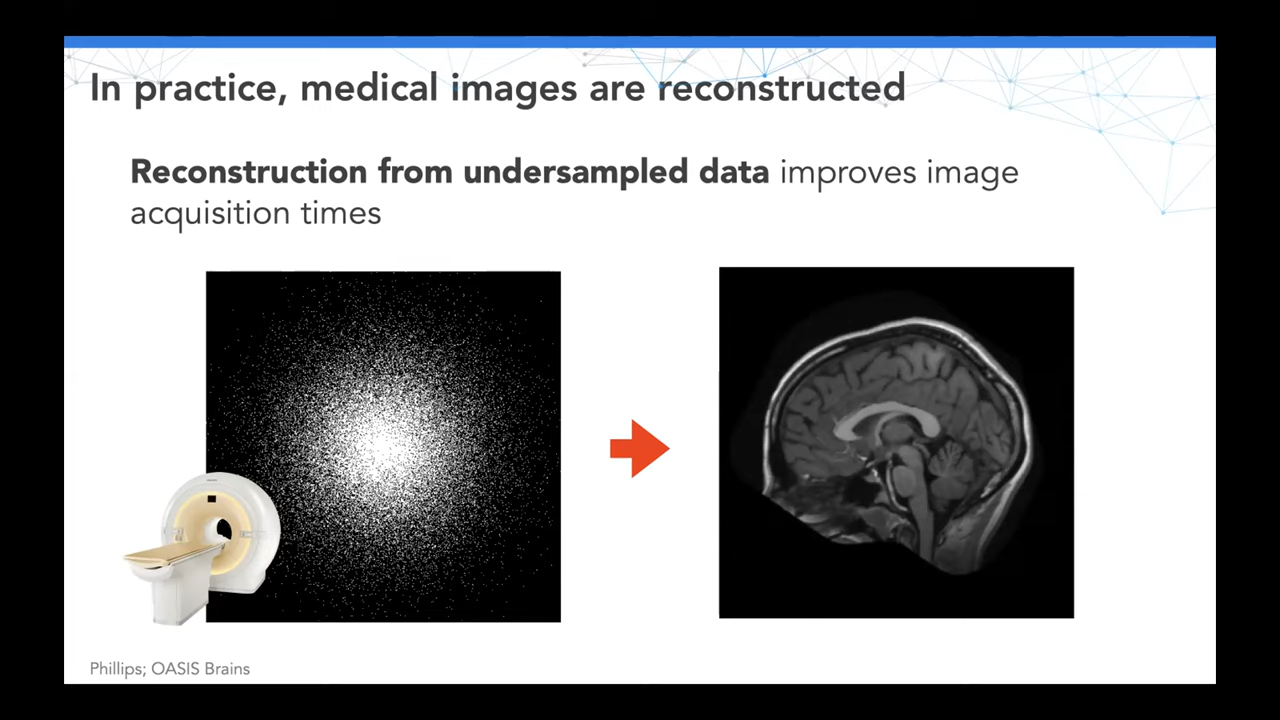 In practice, medical images are reconstructed
Reconstruction from undersampled data improves image
acquisition times
Phillips; OASIS Brains